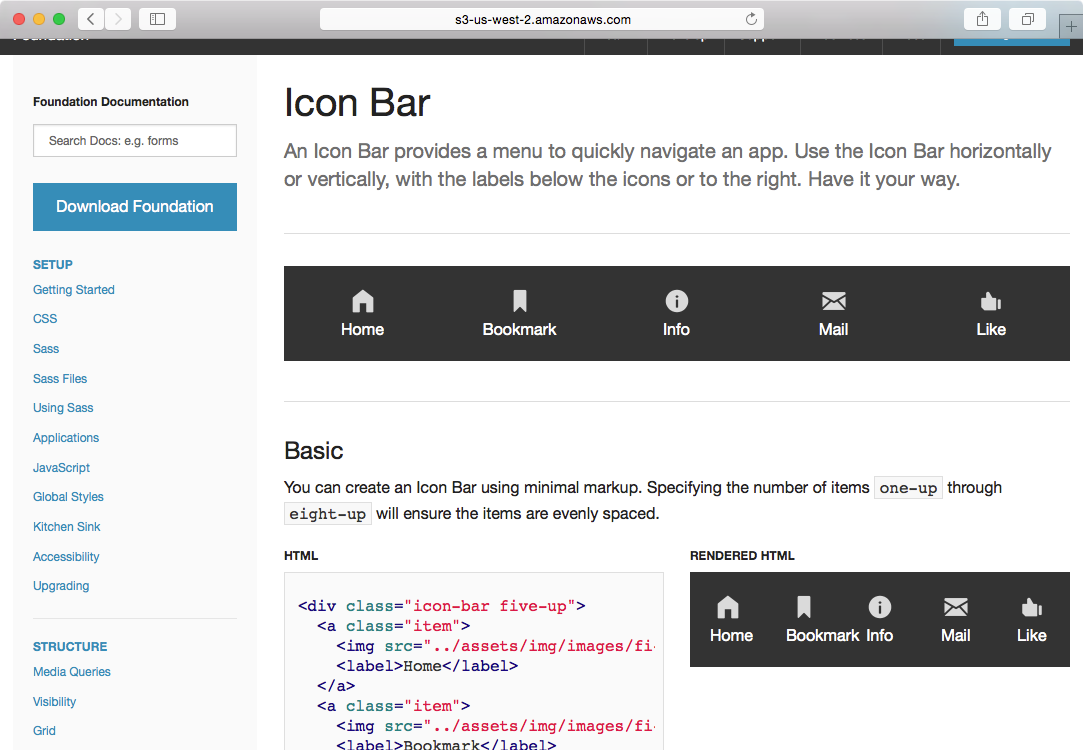 s3-us-west-2.amazonaws.com
Foundation Documentation
Search Docs: e.g. forms
Download Foundation
SETUP
Getting Started
CSS
Sass
Sass Files
Using Sass
Applications
JavaScript
Global Styles
Kitchen Sink
Accessibility
Upgrading
STRUCTURE
Media Queries
Visibility
Grid
Icon Bar
An Icon Bar provides a menu to quickly navigate an app. Use the Icon Bar horizontally
or vertically, with the labels below the icons or to the right. Have it your way.
Home Bookmark Info Mail Like
Basic
You can create an Icon Bar using minimal markup. Specifying the number of items one-up through
eight-up will ensure the items are evenly spaced.
HTML
<div class="icon-bar five-up">
<a class="item">
<img src="../assets/img/images/fi-
<label>Home</label>
</a>
<a class="item">
<img src="../assets/img/images/fi-
<label>Bookmark</label>
RENDERED HTML
Home Bookmark Info Mail Like